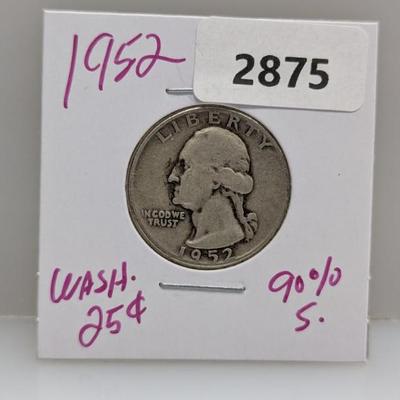 1952
2875
LIBERTY
IN GOD WE
TRUST
1952
WASH.
25¢
90%
S.